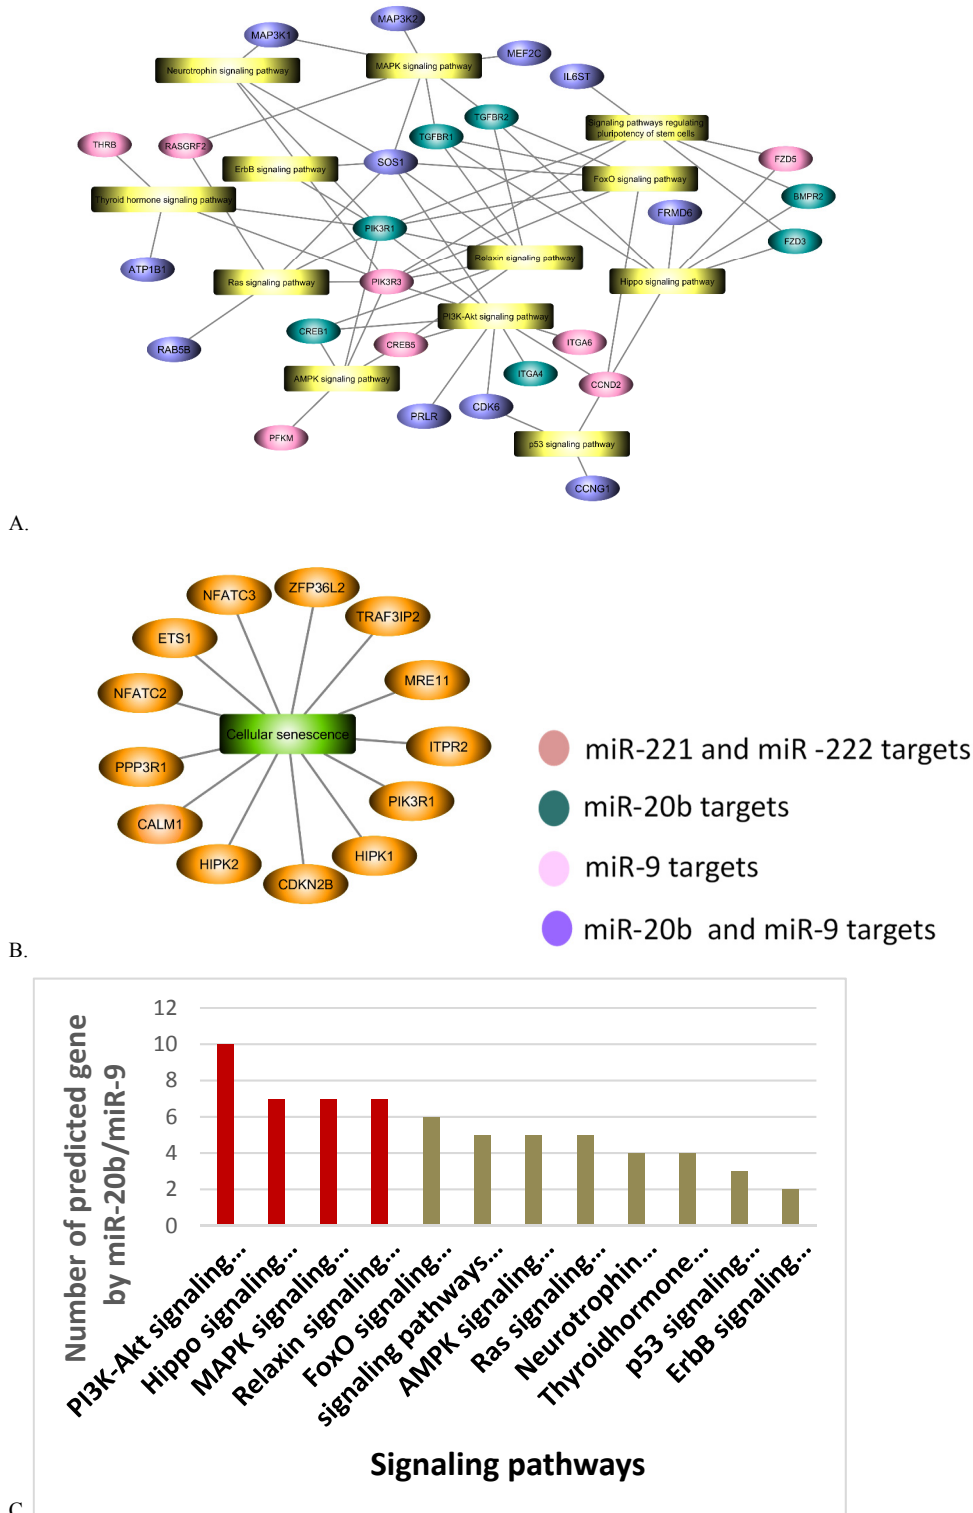 MAP3K2
MAP3K1
MEF2C
Neurotrophin signaling pathway
MAPK signaling pathway
IL6ST
TGFBR2
Signaling pathways regulating
pluripotency of stem cells
TGFBR1
THRB
RASGRF2
SOS1
FZD5
ErbB signaling pathway
FoxO signaling pathway
BMPR2
Thyroid hormone signaling pathway
FRMD6
PIK3R1
FZD3
Relaxin signaling pathway
ATP1B1
Ras signaling pathway
PIK3R3
Hippo signaling pathway
PI3K-Akt signaling pathway
CREB1
RAB5B
CREB5
ITGA6
AMPK signaling pathway
ITGA4
CCND2
PRLR
CDK6
PFKM
p53 signaling pathway
CCNG1
A.
ZFP36L2
NFATC3
TRAF3IP2
ETS1
MRE11
NFATC2
Cellular senescence
ITPR2
PPP3R1
PIK3R1
CALM1
HIPK1
HIPK2
CDKN2B
miR-221 and miR -222 targets
miR-20b targets
miR-9 targets
miR-20b and miR-9 targets
B.
Number of predicted gene
by miR-20b/miR-9
12
10
8
6
4
2
0
PI3K-Akt signaling...
Hippo signaling...
MAPK signaling...
Relaxin signaling...
FoxO signaling...
signaling pathways...
AMPK signaling...
Ras signaling...
Neurotrophin...
Thyroidhormone...
p53 signaling...
ErbB signaling...
Signaling pathways
C